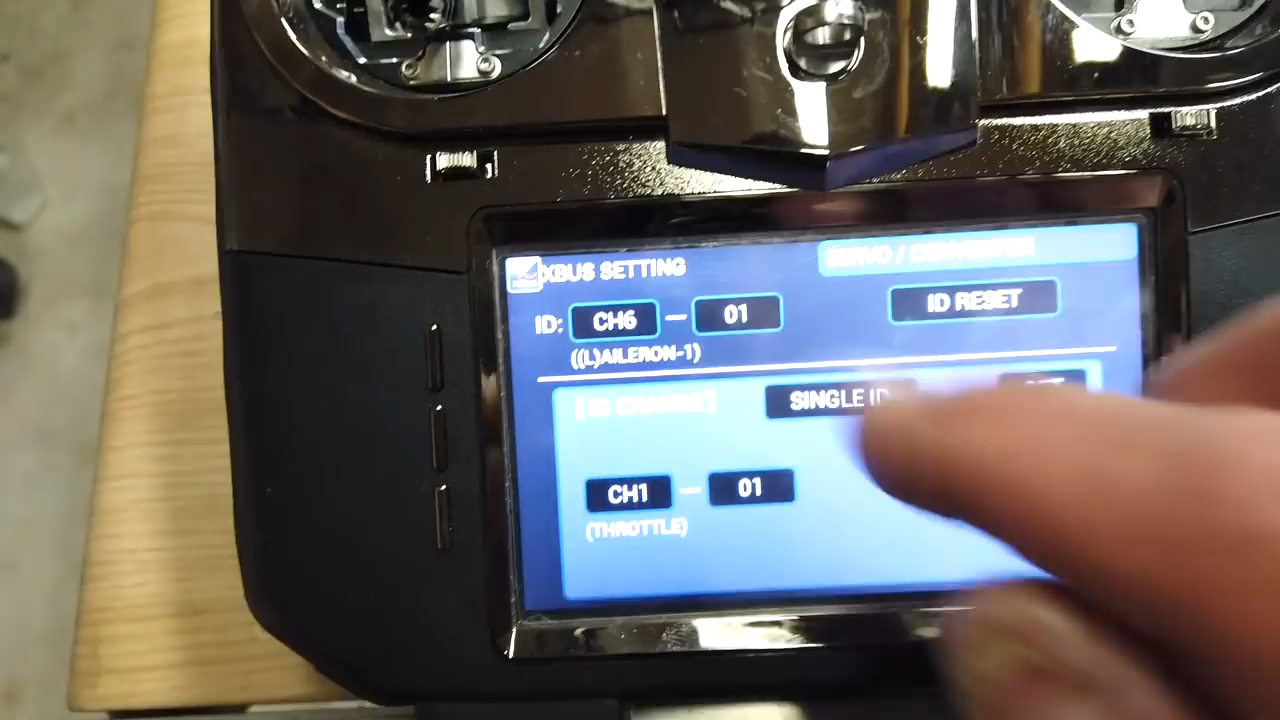 XBUS SETTING
SERVO / CONVERTER
ID: CH6 — 01
ID RESET
((L)AILERON-1)
[ ID CHANGE ]
SINGLE ID
CH1 — 01
(THROTTLE)